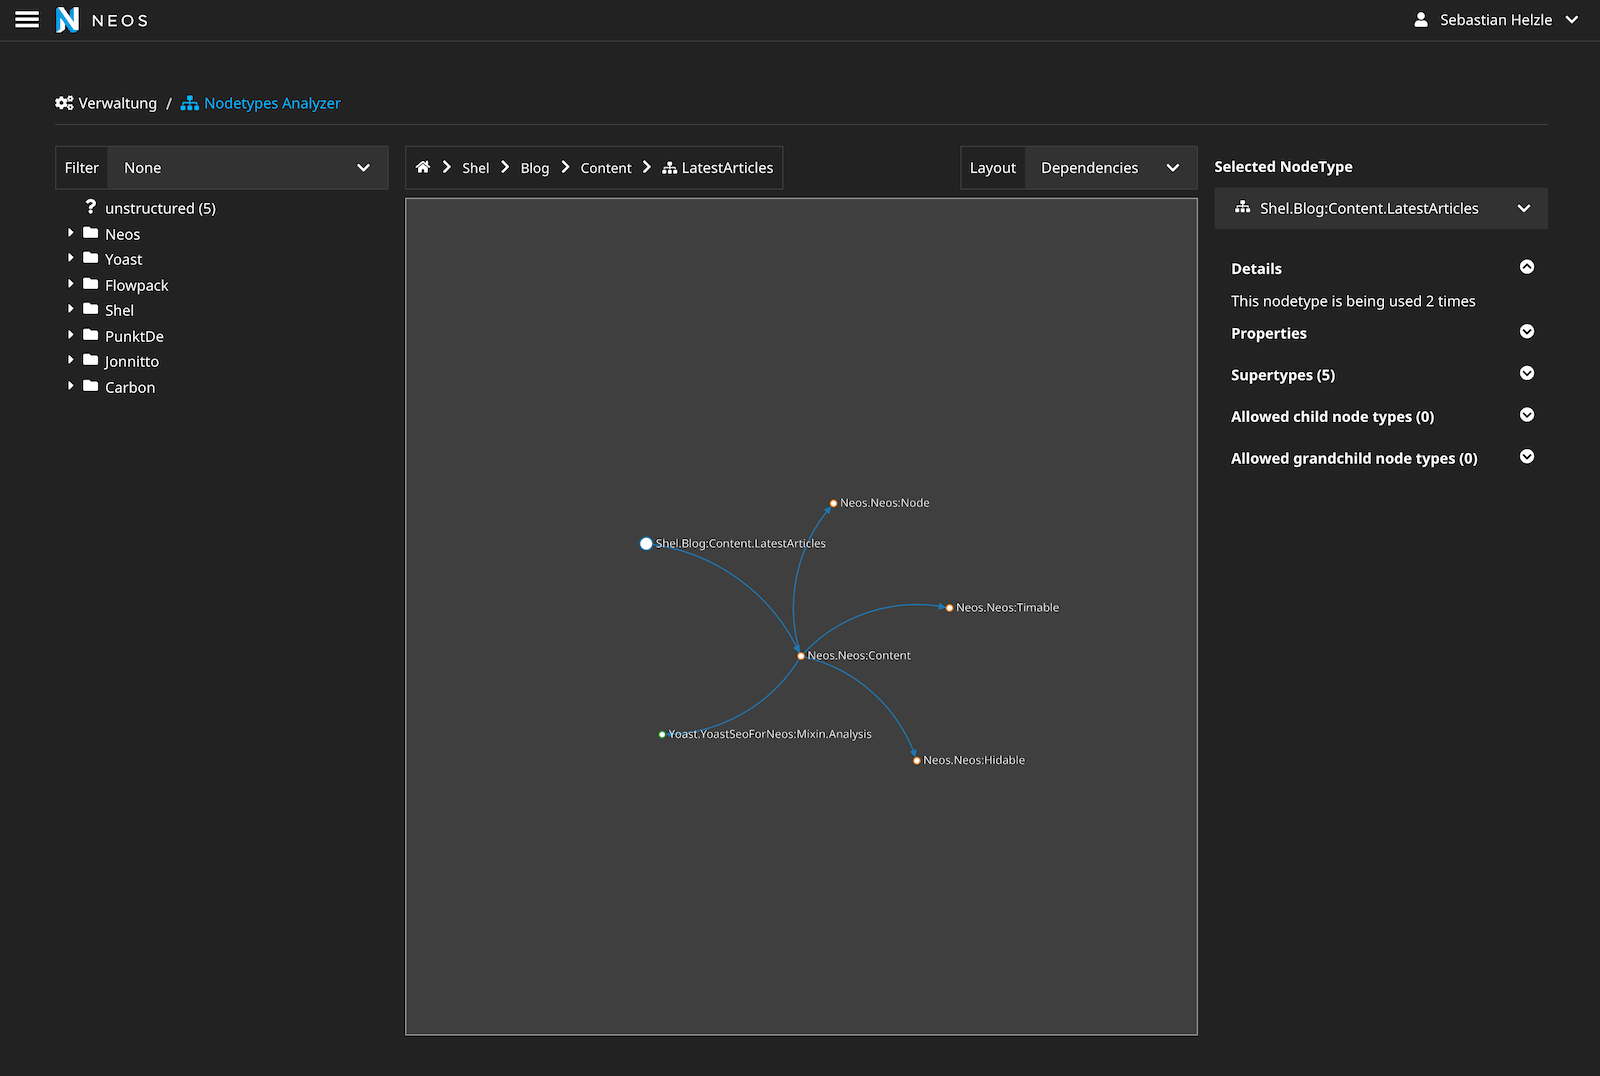 NEOS
Sebastian Helzle
Verwaltung / Nodetypes Analyzer
Filter None
unstructured (5)
Neos
Yoast
Flowpack
Shel
PunktDe
Jonnitto
Carbon
Shel Blog Content LatestArticles
Layout Dependencies
Neos.Neos:Node
Shel.Blog:Content.LatestArticles
Neos.Neos:Timable
Neos.Neos:Content
Yoast.YoastSeoForNeos:Mixin.Analysis
Neos.Neos:Hidable
Selected NodeType
Shel.Blog:Content.LatestArticles
Details
This nodetype is being used 2 times
Properties
Supertypes (5)
Allowed child node types (0)
Allowed grandchild node types (0)